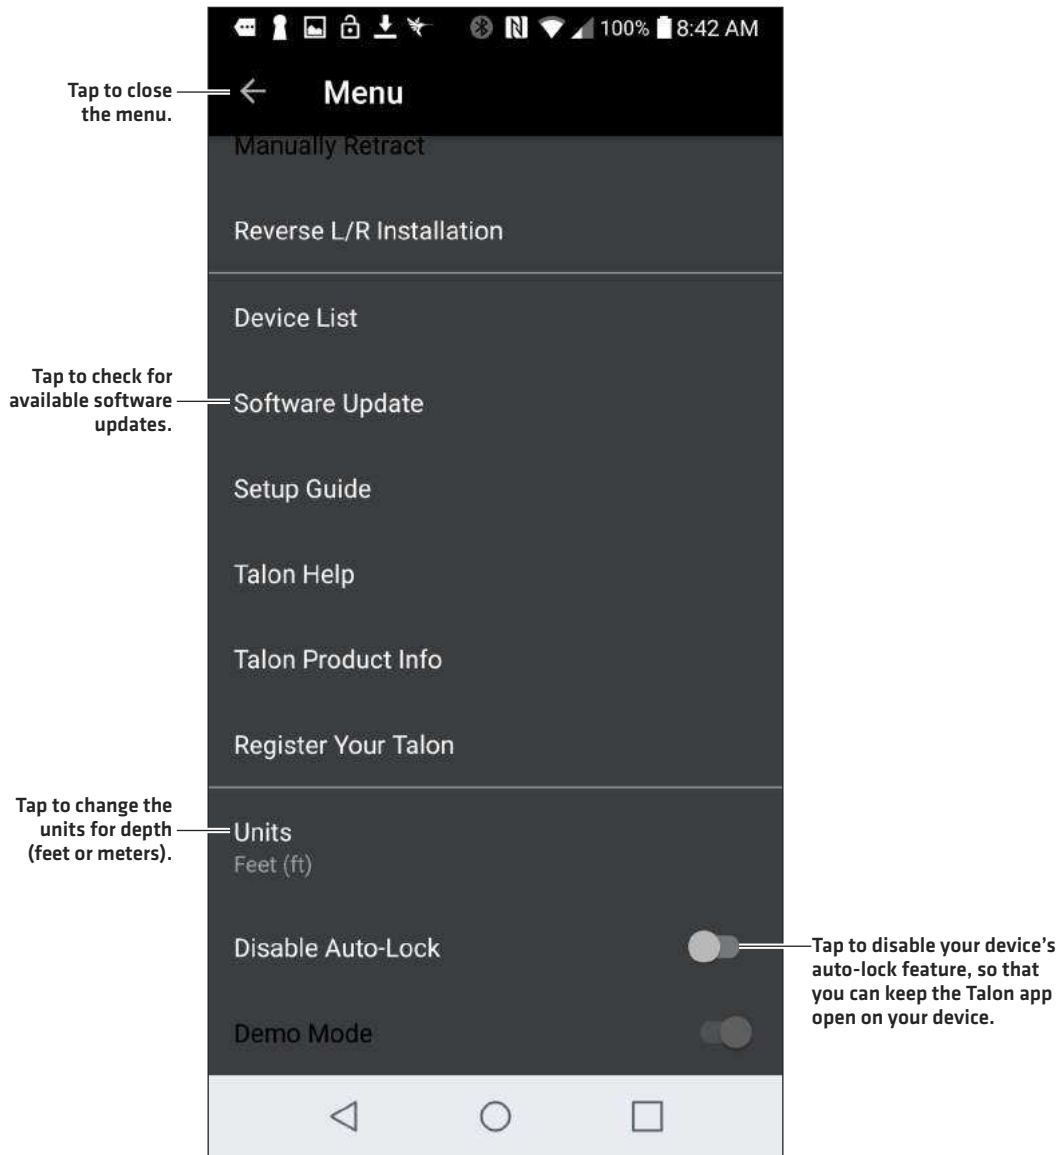 100% 8:42 AM
Tap to close
the menu.
Menu
Manually Retract
Reverse L/R Installation
Device List
Tap to check for
available software
updates.
Software Update
Setup Guide
Talon Help
Talon Product Info
Register Your Talon
Tap to change the
units for depth
(feet or meters).
Units
Feet (ft)
Disable Auto-Lock
Tap to disable your device's
auto-lock feature, so that
you can keep the Talon app
open on your device.
Demo Mode